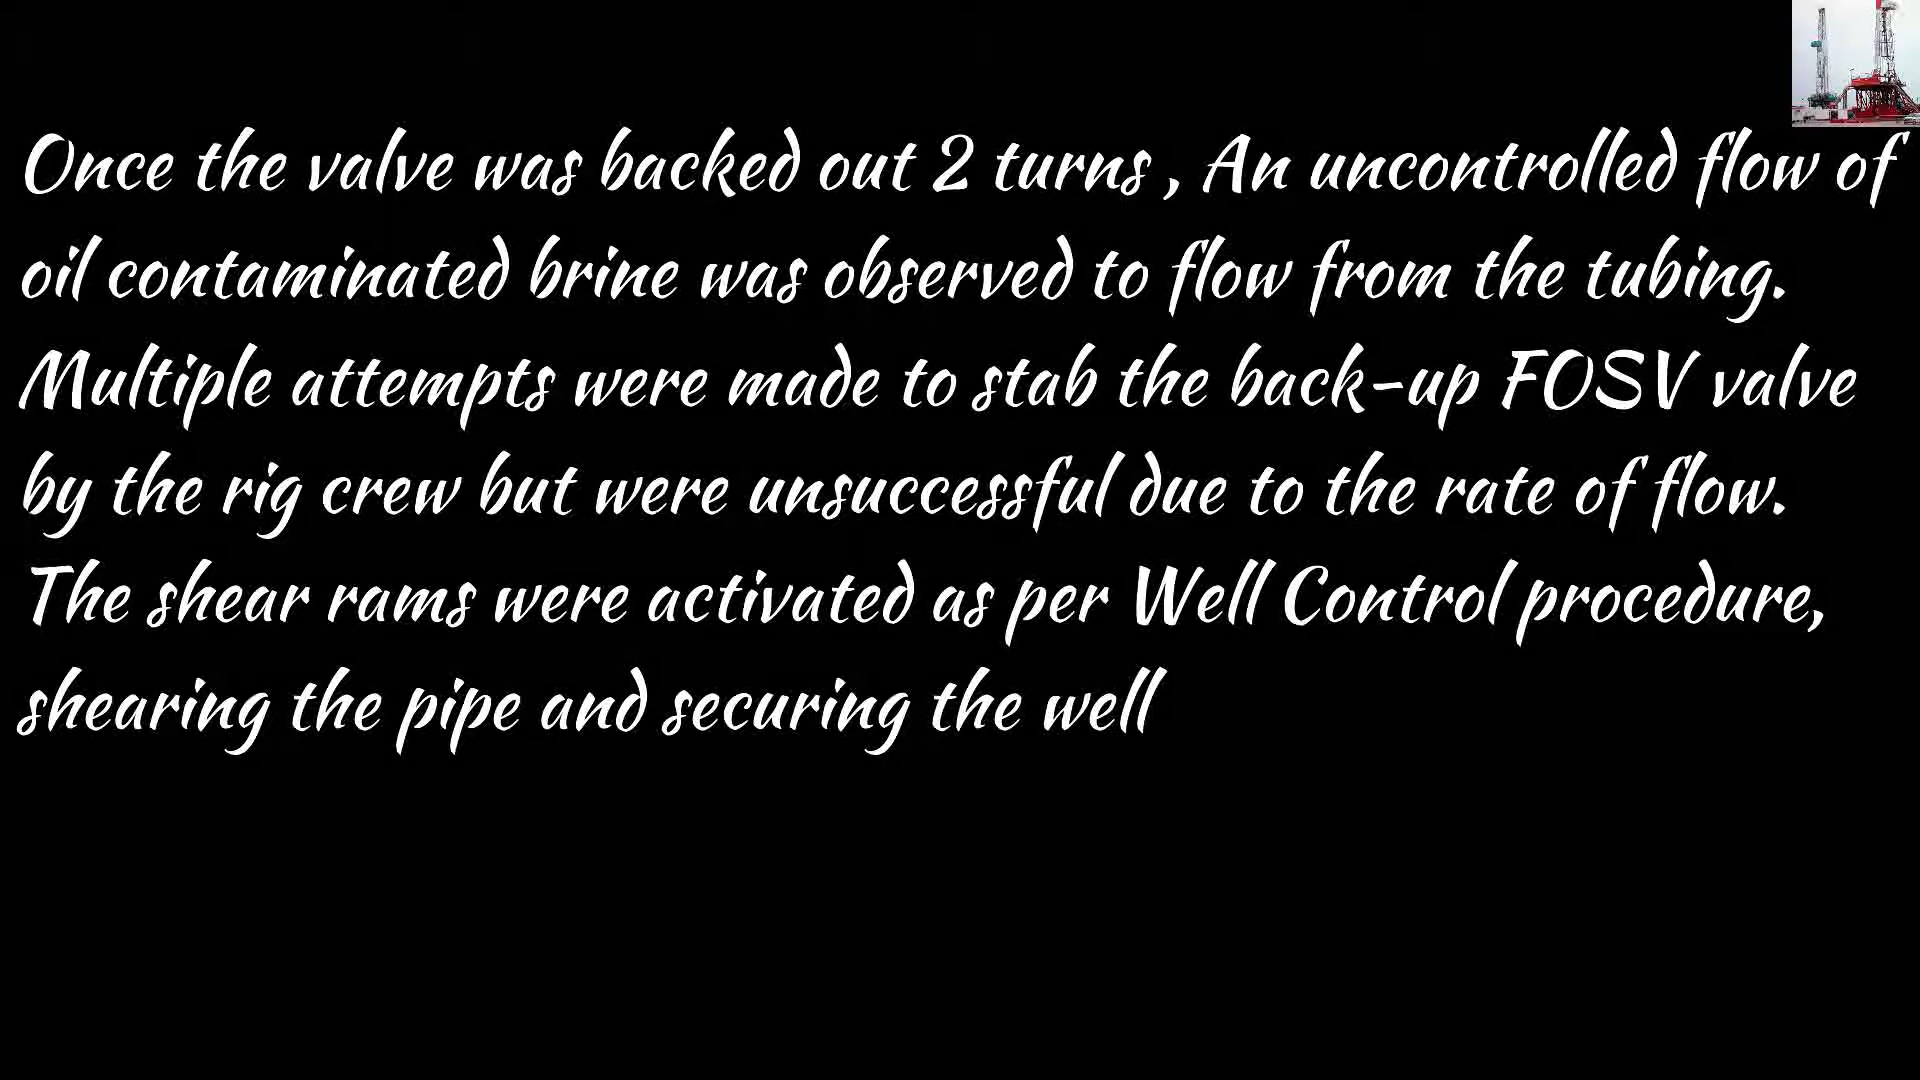 Once the valve was backed out 2 turns , An uncontrolled flow of
oil contaminated brine was observed to flow from the tubing.
Multiple attempts were made to stab the back-up FOSV valve
by the rig crew but were unsuccessful due to the rate of flow.
The shear rams were activated as per Well Control procedure,
shearing the pipe and securing the well